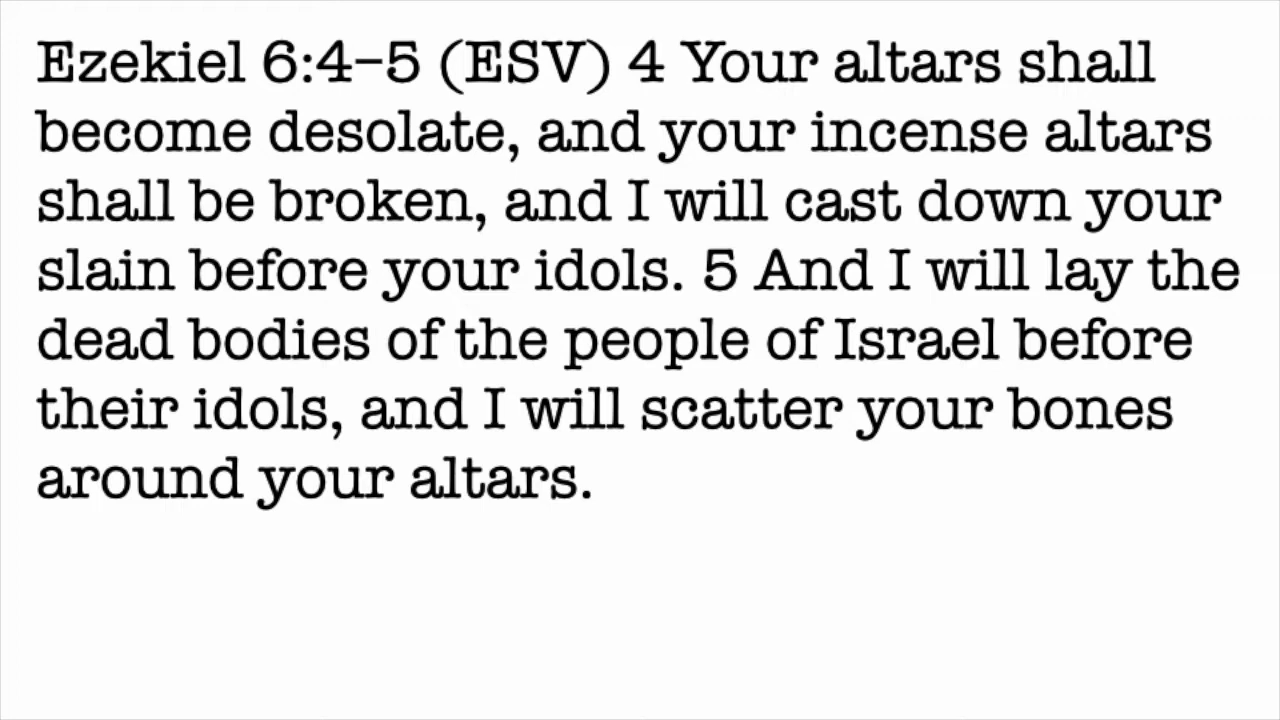 Ezekiel 6:4–5 (ESV) 4 Your altars shall
become desolate, and your incense altars
shall be broken, and I will cast down your
slain before your idols. 5 And I will lay the
dead bodies of the people of Israel before
their idols, and I will scatter your bones
around your altars.